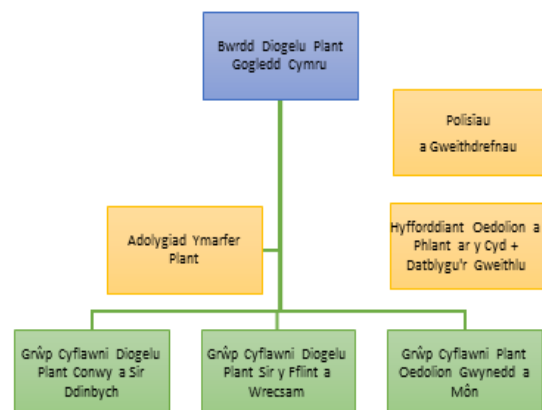 Bwrdd Diogelu Plant
Gogledd Cymru
Polisïau
a Gweithdrefnau
Adolygiad Ymarfer
Plant
Hyfforddiant Oedolion a
Phlant ar y Cyd +
Datblygu'r Gweithlu
Grŵp Cyflawni Diogelu
Plant Conwy a Sir
Ddinbych
Grŵp Cyflawni Diogelu
Plant Sir y Fflint a
Wrecsam
Grŵp Cyflawni Plant
Oedolion Gwynedd a
Môn